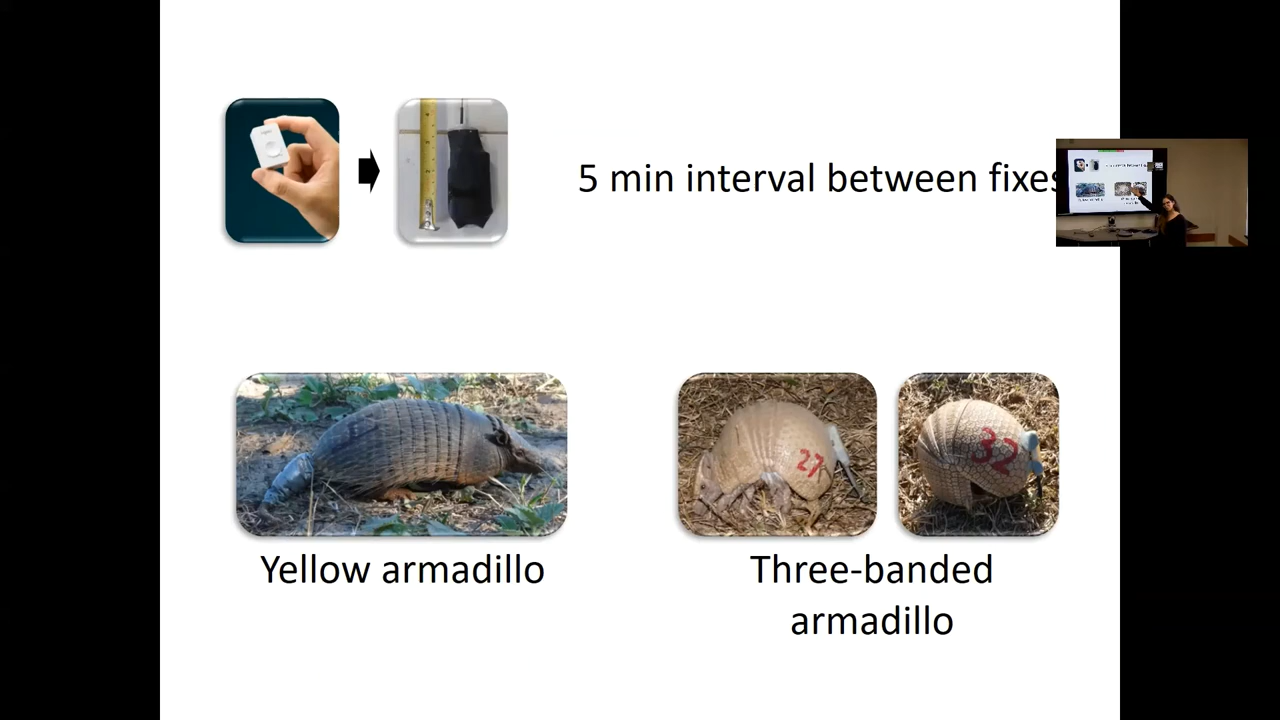 5 min interval between fixes
27
32
Yellow armadillo
Three-banded
armadillo